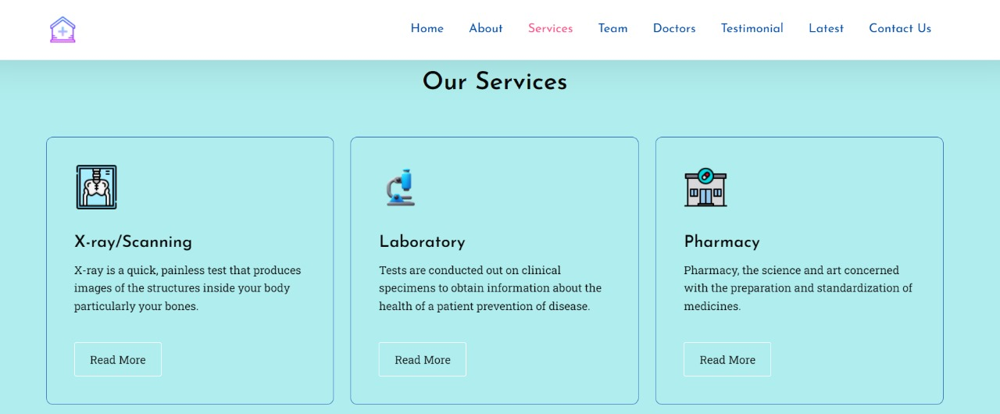 Home About Services Team Doctors Testimonial Latest Contact Us
Our Services
X-ray/Scanning
X-ray is a quick, painless test that produces
images of the structures inside your body
particularly your bones.
Read More
Laboratory
Tests are conducted out on clinical
specimens to obtain information about the
health of a patient prevention of disease.
Read More
Pharmacy
Pharmacy, the science and art concerned
with the preparation and standardization of
medicines.
Read More